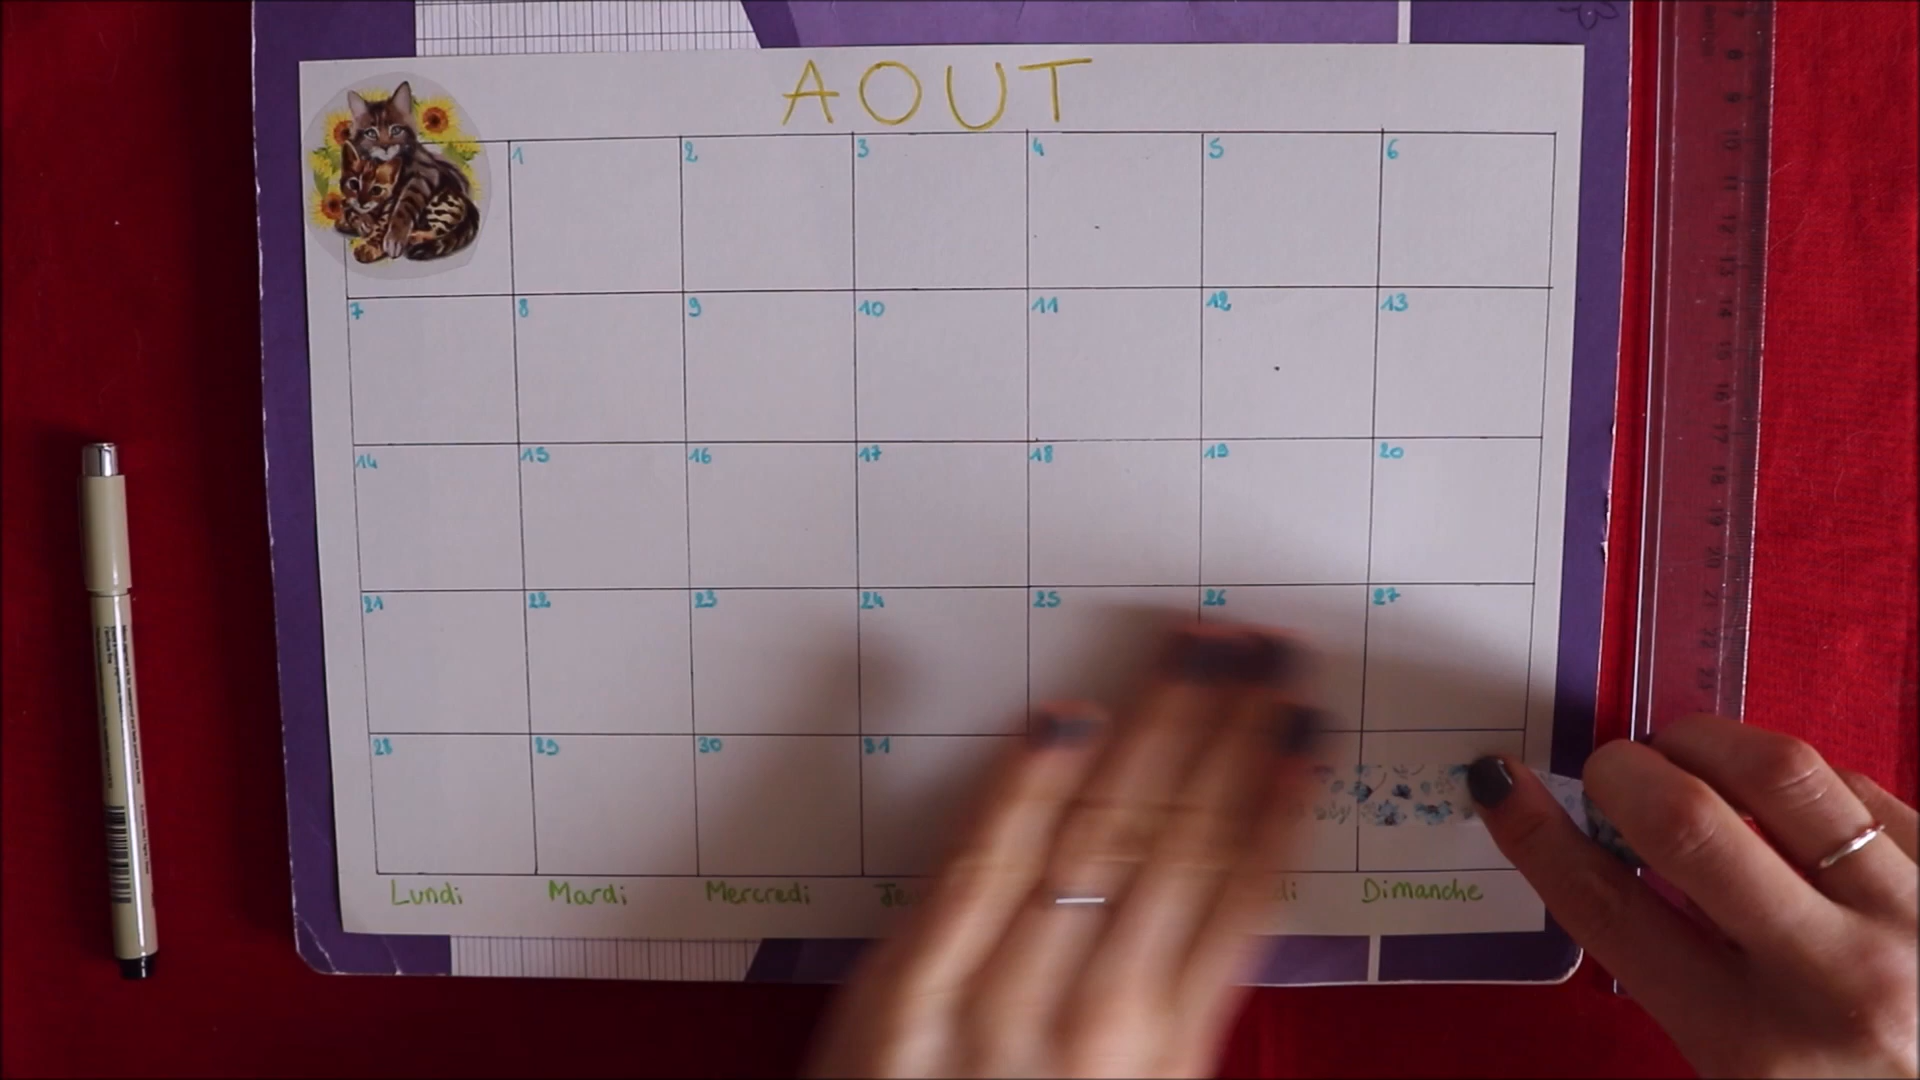 AOUT
1 2 3 4 5 6
7 8 9 10 11 12 13
14 15 16 17 18 19 20
21 22 23 24 25 26 27
28 29 30 31
Lundi Mardi Mercredi Dimanche